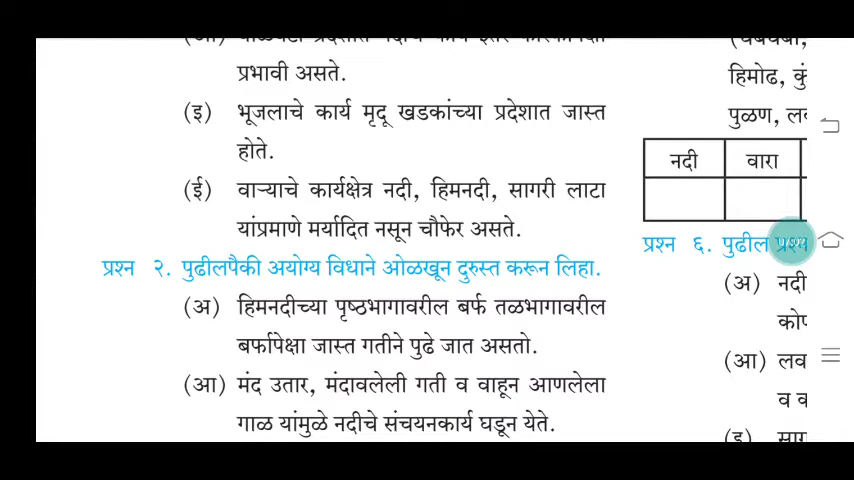 प्रभावी असते.
(इ) भूजलाचे कार्य मृदू खडकांच्या प्रदेशात जास्त
होते.
(ई) वाऱ्याचे कार्यक्षेत्र नदी, हिमनदी, सागरी लाटा
यांप्रमाणे मर्यादित नसून चौफेर असते.
प्रश्न २. पुढीलपैकी अयोग्य विधाने ओळखून दुरुस्त करून लिहा.
(अ) हिमनदीच्या पृष्ठभागावरील बर्फ तळभागावरील
बर्फापेक्षा जास्त गतीने पुढे जात असतो.
(आ) मंद उतार, मंदावलेली गती व वाहून आणलेला
गाळ यांमुळे नदीचे संचयनकार्य घडून येते.
हिमोढ,
पुळण,
नदी वारा
प्रश्न ६. पुढील
(अ) नदी
(आ)